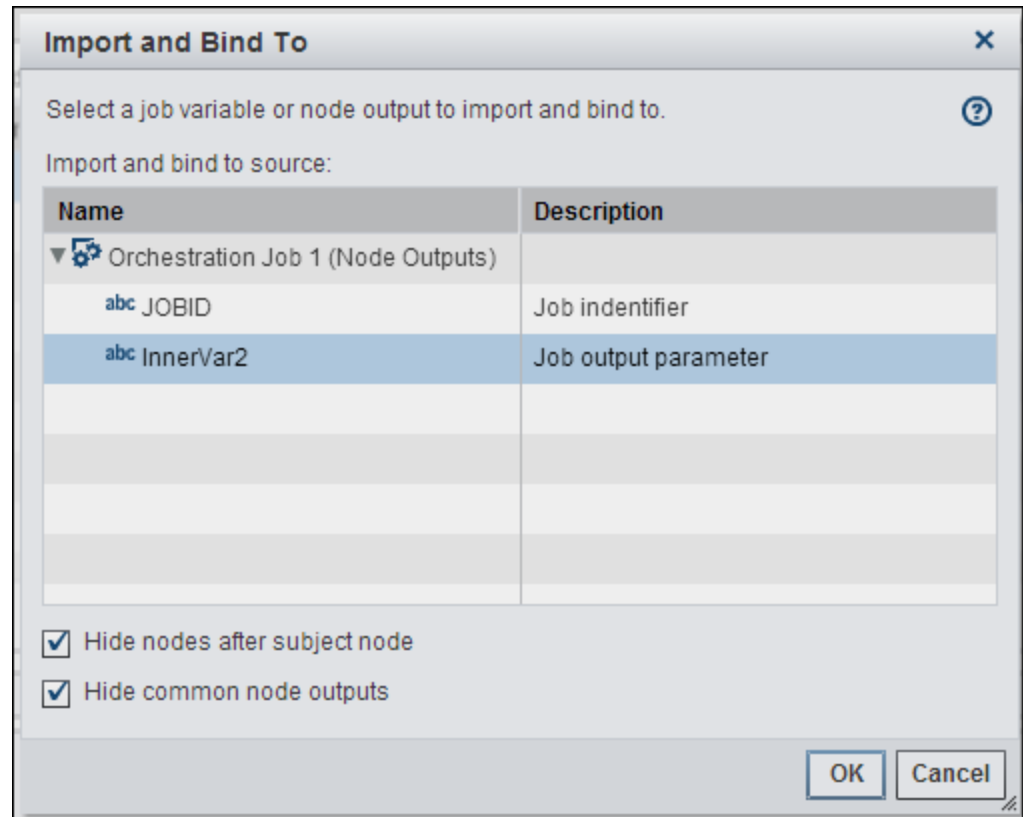 Import and Bind To
Select a job variable or node output to import and bind to.
Import and bind to source:
Name Description
Orchestration Job 1 (Node Outputs)
abc JOBID Job indentifier
abc InnerVar2 Job output parameter
Hide nodes after subject node
Hide common node outputs
OK Cancel